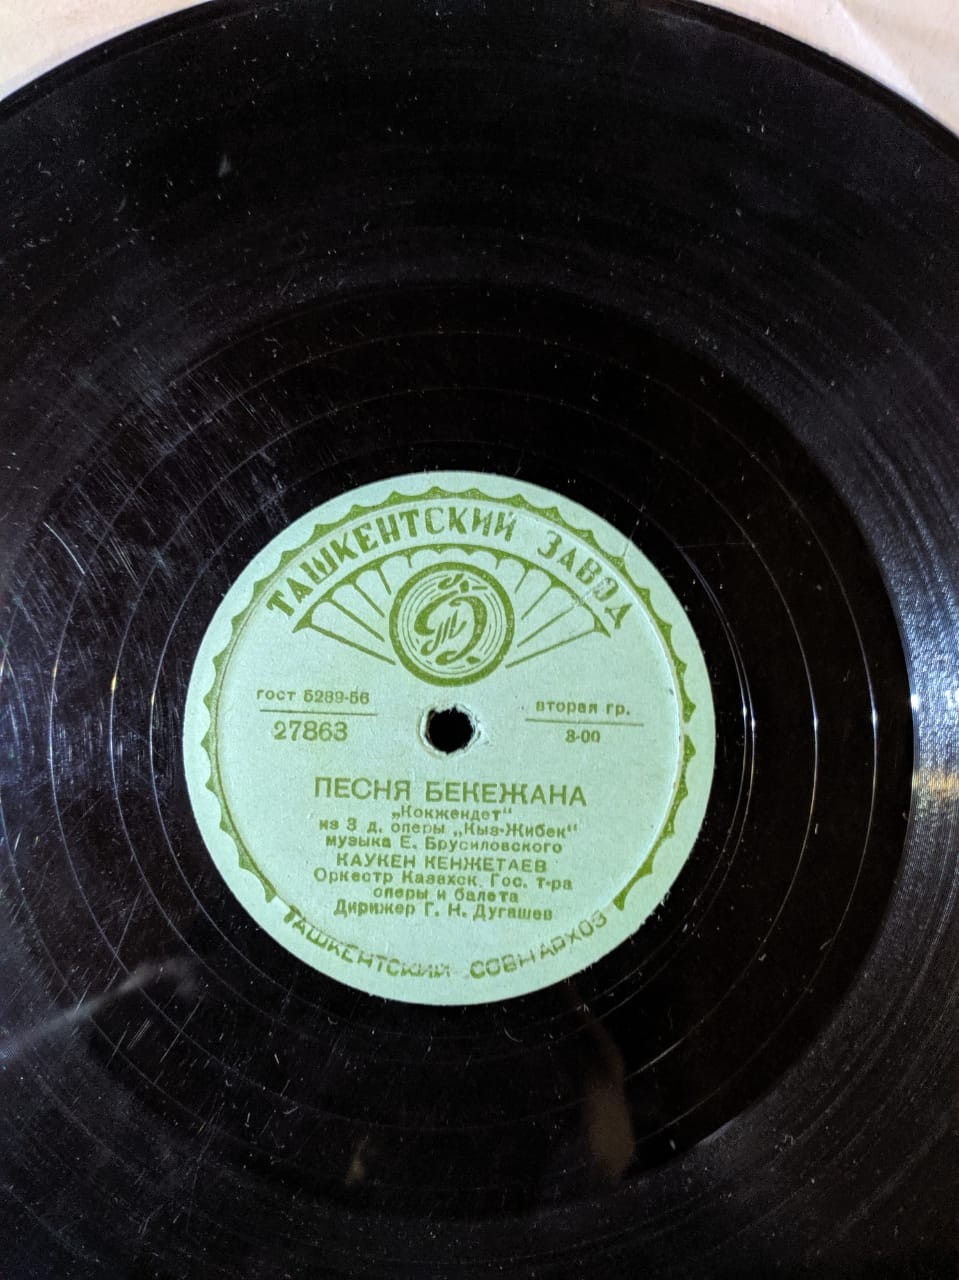 ТАШКЕНТСКИЙ ЗАВОД
ГОСТ 5289-56
27863
вторая гр.
3-00
ПЕСНЯ БЕКЕЖАНА
„Кокжендет“
из 3 д. оперы „Кыз-Жибек“
музыка Е. Брусиловского
КАУКЕН КЕНЖЕТАЕВ
Оркестр Казахск. Гос. т-ра
оперы и балета
Дирижер Г. Н. Дугашев
ТАШКЕНТСКИЙ СОВНАРХОЗ